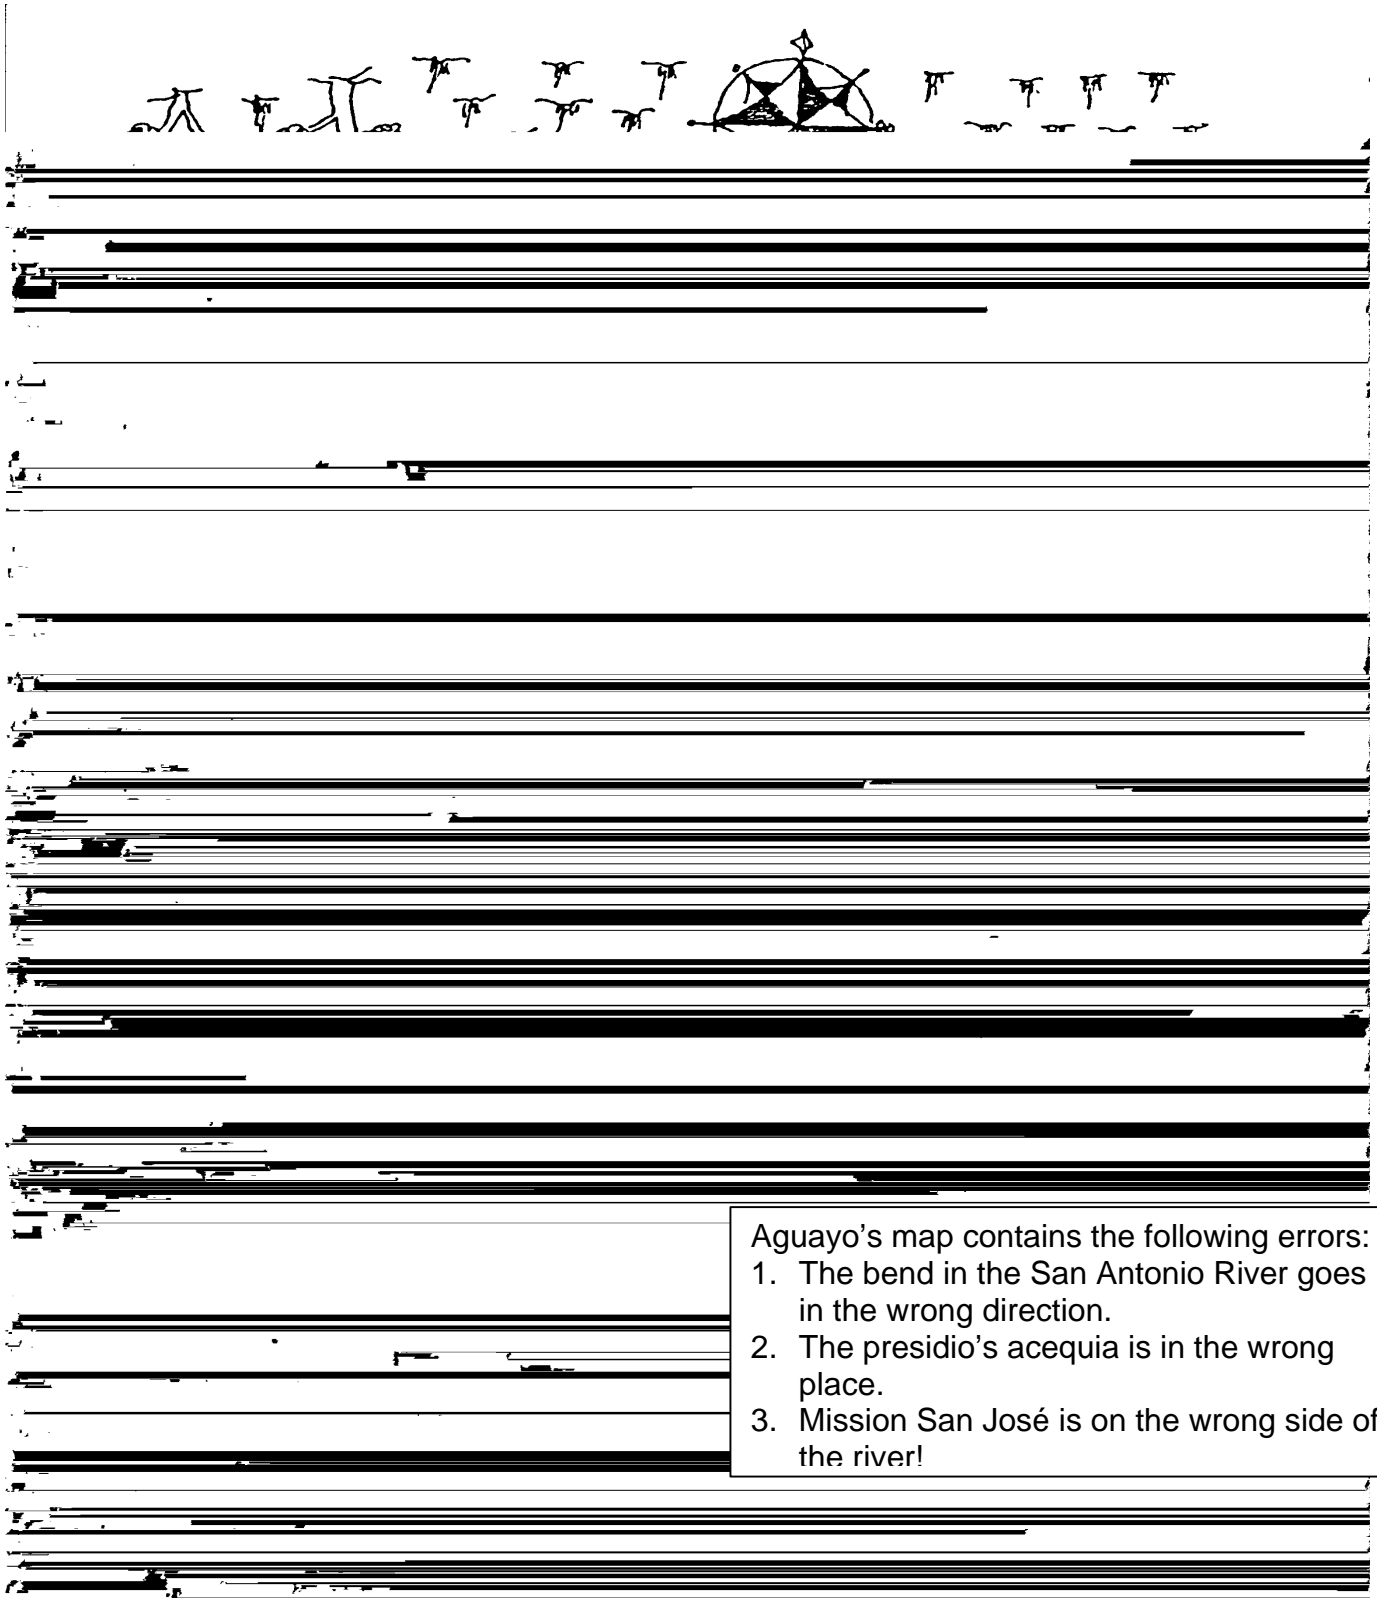 Aguayo’s map contains the following errors:
1. The bend in the San Antonio River goes
in the wrong direction.
2. The presidio’s acequia is in the wrong
place.
3. Mission San José is on the wrong side of
the river!